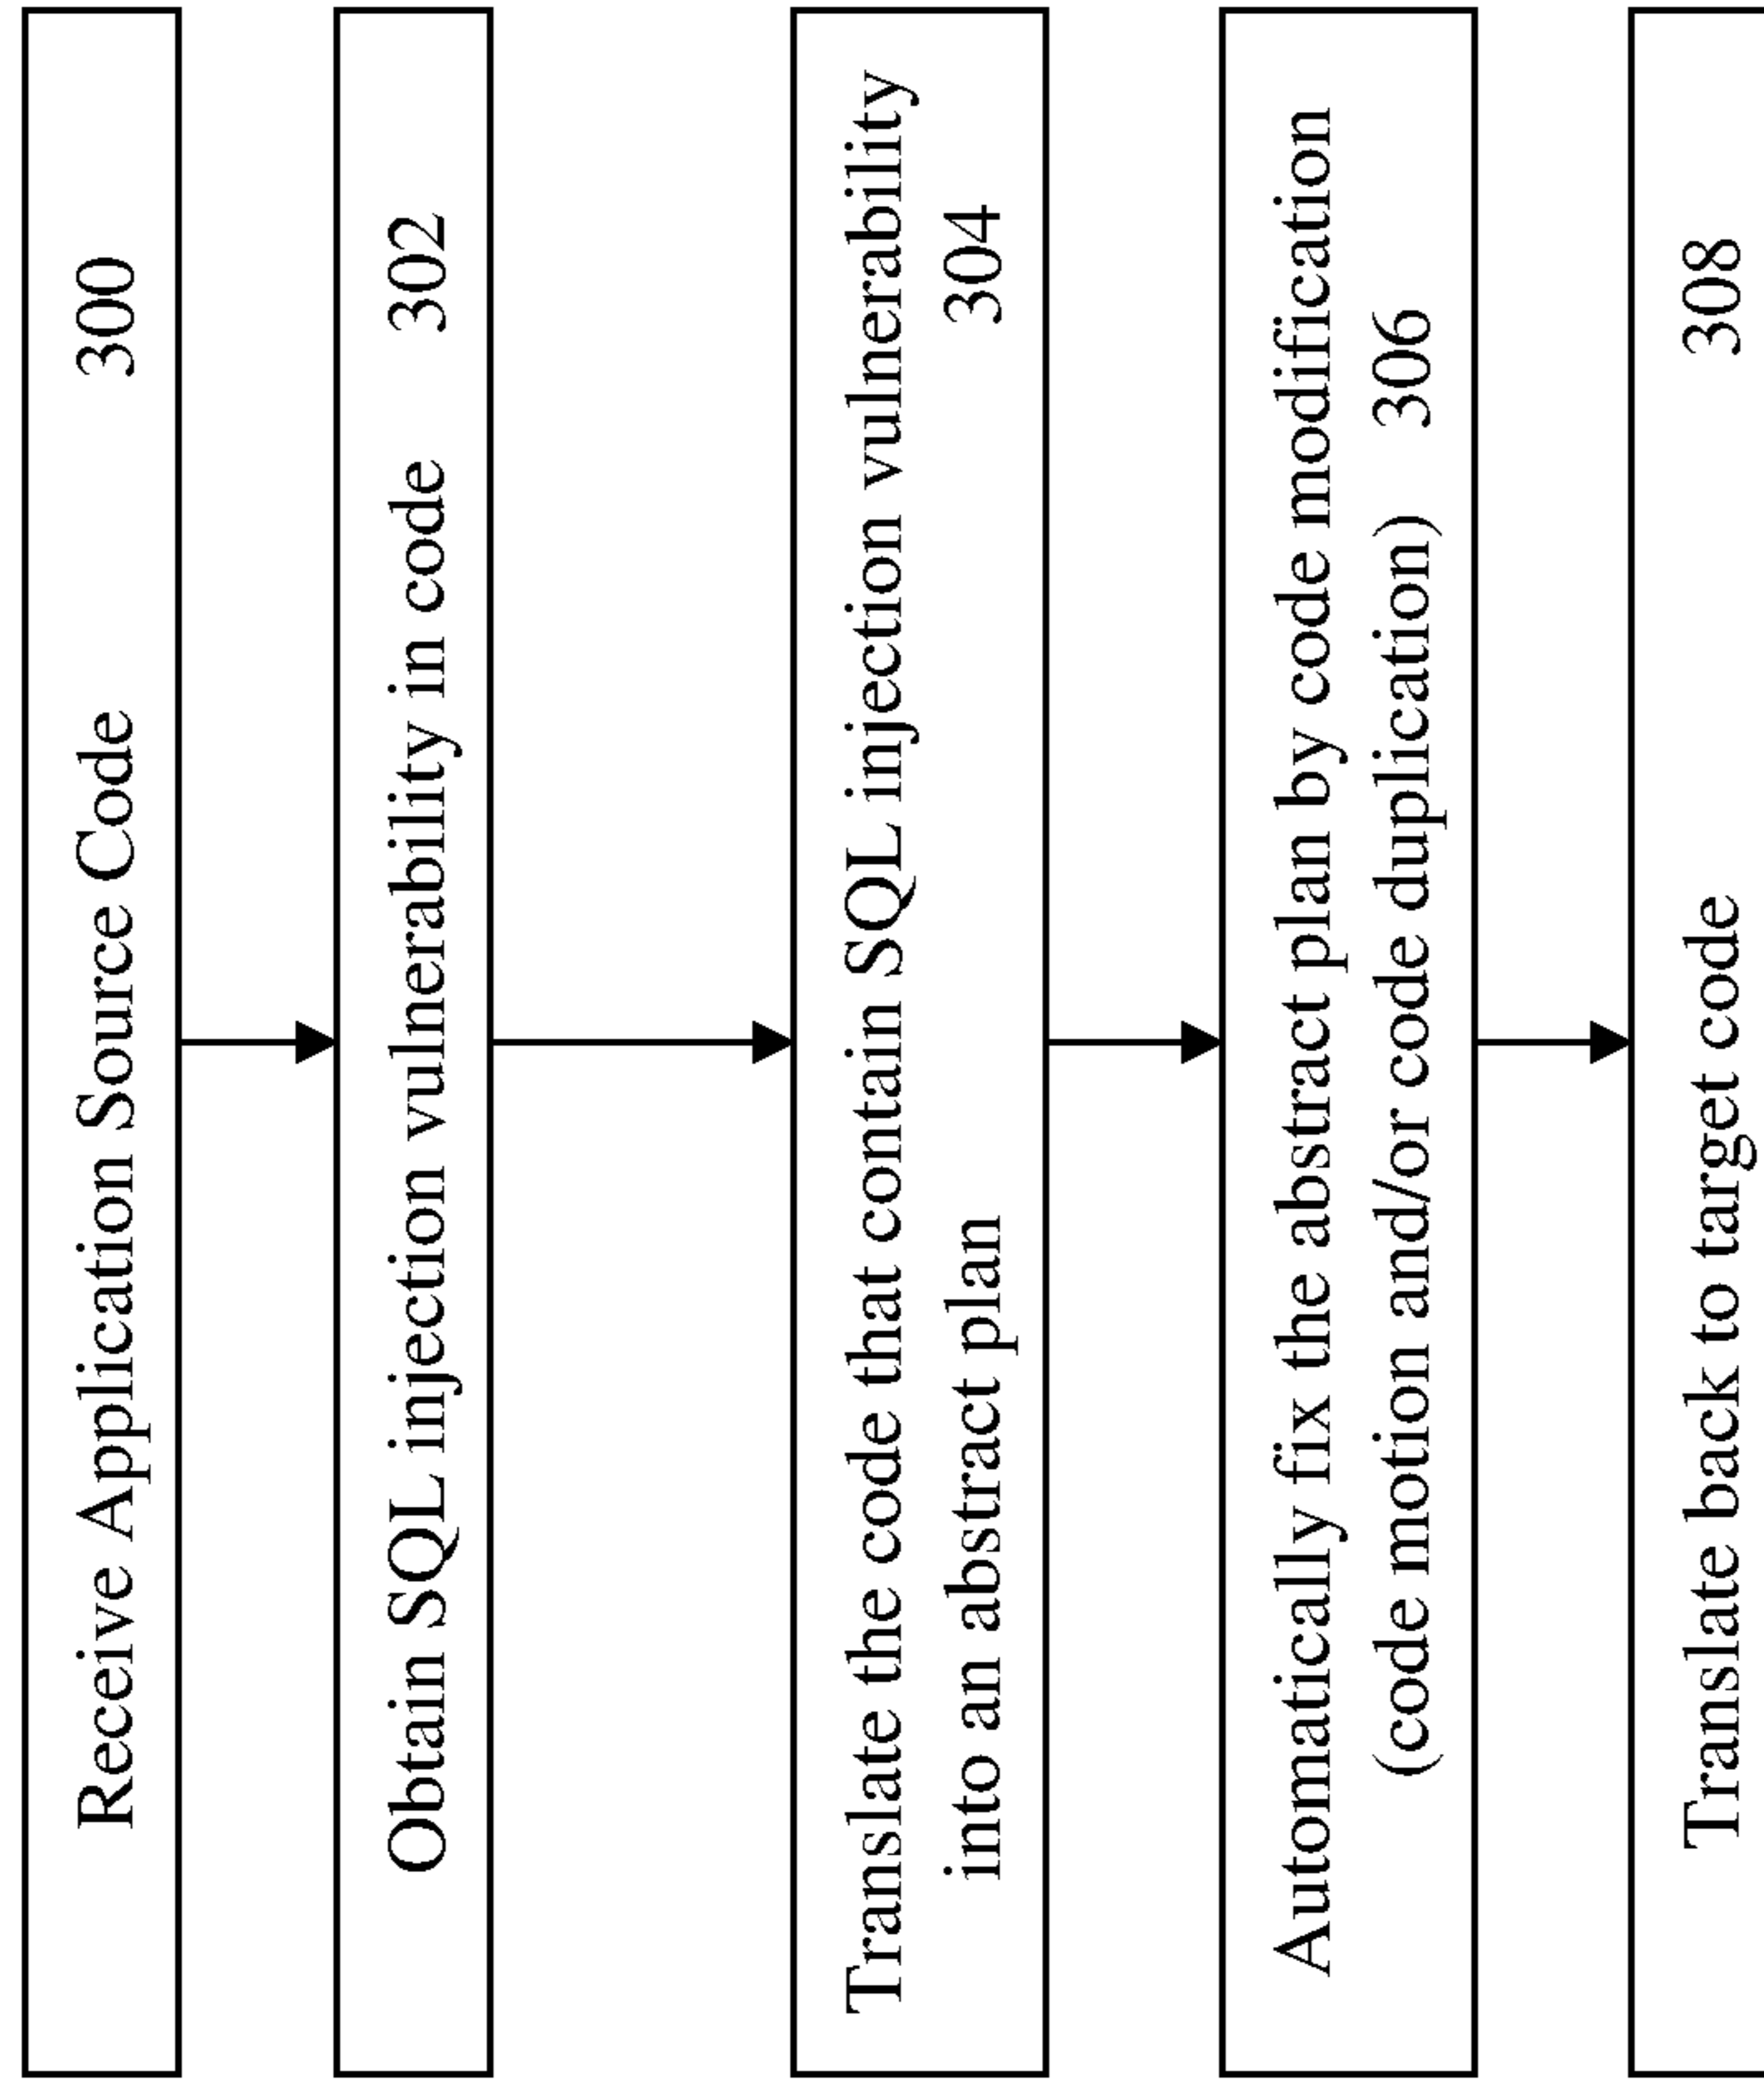 Receive Application Source Code 300
Obtain SQL injection vulnerability in code 302
Translate the code that contain SQL injection vulnerability
into an abstract plan 304
Automatically fix the abstract plan by code modification
(code motion and/or code duplication) 306
Translate back to target code 308